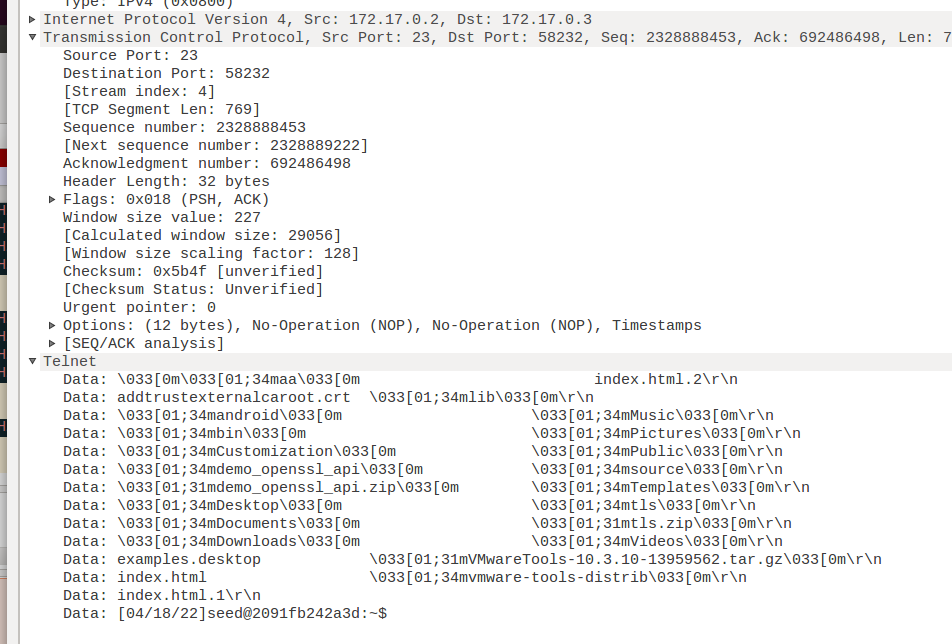 Type: IPv4 (0x0800)
Internet Protocol Version 4, Src: 172.17.0.2, Dst: 172.17.0.3
Transmission Control Protocol, Src Port: 23, Dst Port: 58232, Seq: 2328888453, Ack: 692486498, Len: 7
Source Port: 23
Destination Port: 58232
[Stream index: 4]
[TCP Segment Len: 769]
Sequence number: 2328888453
[Next sequence number: 2328889222]
Acknowledgment number: 692486498
Header Length: 32 bytes
Flags: 0x018 (PSH, ACK)
Window size value: 227
[Calculated window size: 29056]
[Window size scaling factor: 128]
Checksum: 0x5b4f [unverified]
[Checksum Status: Unverified]
Urgent pointer: 0
Options: (12 bytes), No-Operation (NOP), No-Operation (NOP), Timestamps
[SEQ/ACK analysis]
Telnet
Data: \033[0m\033[01;34maa\033[0m                          index.html.2\r\n
Data: addtrustexternalcaroot.crt  \033[01;34mlib\033[0m\r\n
Data: \033[01;34mandroid\033[0m                     \033[01;34mMusic\033[0m\r\n
Data: \033[01;34mbin\033[0m                         \033[01;34mPictures\033[0m\r\n
Data: \033[01;34mCustomization\033[0m               \033[01;34mPublic\033[0m\r\n
Data: \033[01;34mdemo_openssl_api\033[0m            \033[01;34msource\033[0m\r\n
Data: \033[01;31mdemo_openssl_api.zip\033[0m        \033[01;34mTemplates\033[0m\r\n
Data: \033[01;34mDesktop\033[0m                     \033[01;34mtls\033[0m\r\n
Data: \033[01;34mDocuments\033[0m                   \033[01;31mtls.zip\033[0m\r\n
Data: \033[01;34mDownloads\033[0m                   \033[01;34mVideos\033[0m\r\n
Data: examples.desktop            \033[01;31mVMwareTools-10.3.10-13959562.tar.gz\033[0m\r\n
Data: index.html                  \033[01;34mvmware-tools-distrib\033[0m\r\n
Data: index.html.1\r\n
Data: [04/18/22]seed@2091fb242a3d:~$